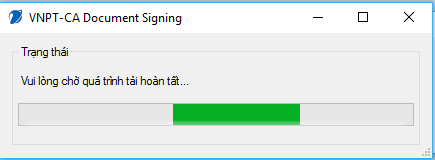 VNPT-CA Document Signing
Trạng thái
Vui lòng chờ quá trình tải hoàn tất...